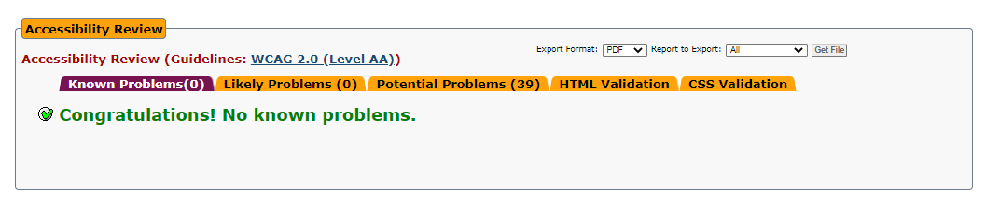 Accessibility Review
Export Format: PDF Report to Export: All Get File
Accessibility Review (Guidelines: WCAG 2.0 (Level AA))
Known Problems(0) Likely Problems (0) Potential Problems (39) HTML Validation CSS Validation
Congratulations! No known problems.